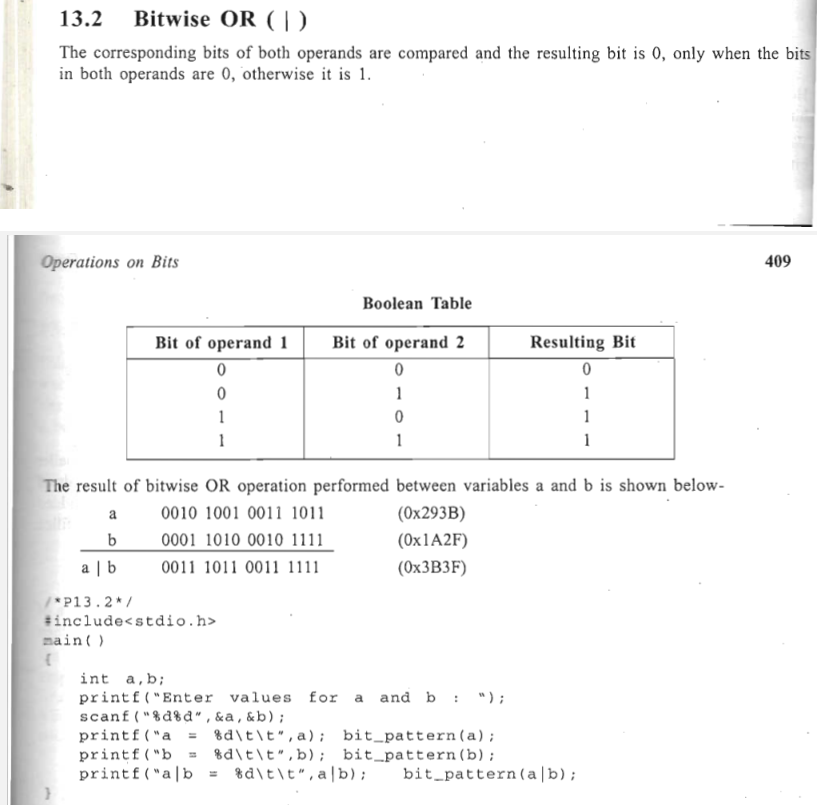 13.2 Bitwise OR ( | )
The corresponding bits of both operands are compared and the resulting bit is 0, only when the bits
in both operands are 0, otherwise it is 1.
Operations on Bits 409
Boolean Table
Bit of operand 1 Bit of operand 2 Resulting Bit
0 0 0
0 1 1
1 0 1
1 1 1
The result of bitwise OR operation performed between variables a and b is shown below-
a 0010 1001 0011 1011 (0x293B)
b 0001 1010 0010 1111 (0x1A2F)
a | b 0011 1011 0011 1111 (0x3B3F)
/*P13.2*/
#include<stdio.h>
main( )
{
int a,b;
printf("Enter values for a and b : ");
scanf("%d%d",&a,&b);
printf("a = %d\t\t",a); bit_pattern(a);
printf("b = %d\t\t",b); bit_pattern(b);
printf("a|b = %d\t\t",a|b); bit_pattern(a|b);
}